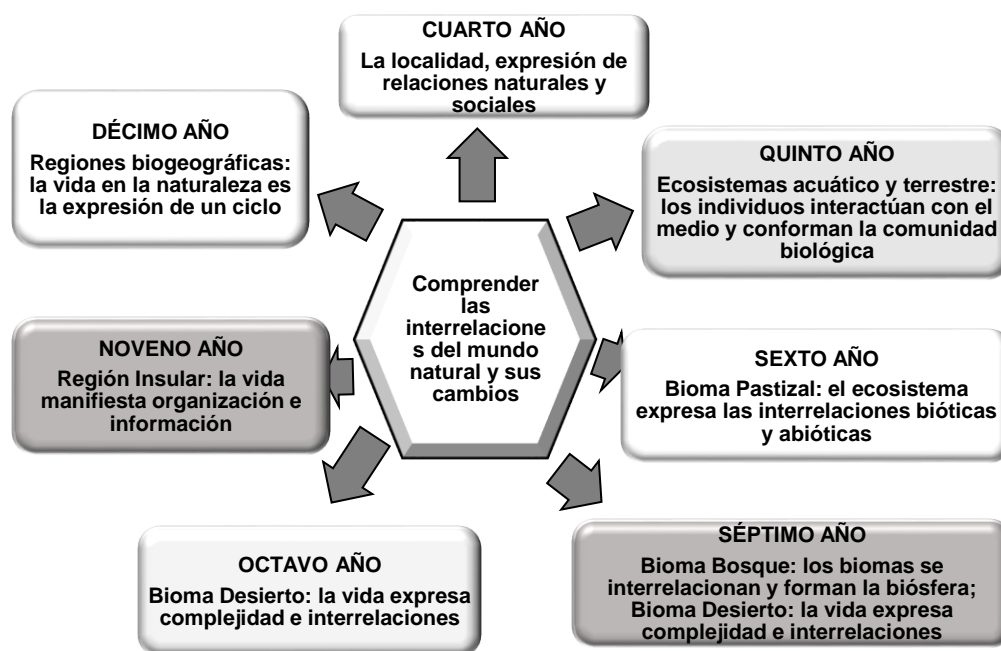 CUARTO AÑO
La localidad, expresión de
relaciones naturales y
sociales
DÉCIMO AÑO
Regiones biogeográficas:
la vida en la naturaleza es
la expresión de un ciclo
QUINTO AÑO
Ecosistemas acuático y terrestre:
los individuos interactúan con el
medio y conforman la comunidad
biológica
Comprender
las
interrelacione
s del mundo
natural y sus
cambios
NOVENO AÑO
Región Insular: la vida
manifiesta organización e
información
SEXTO AÑO
Bioma Pastizal: el ecosistema
expresa las interrelaciones bióticas
y abióticas
OCTAVO AÑO
Bioma Desierto: la vida expresa
complejidad e interrelaciones
SÉPTIMO AÑO
Bioma Bosque: los biomas se
interrelacionan y forman la biósfera;
Bioma Desierto: la vida expresa
complejidad e interrelaciones